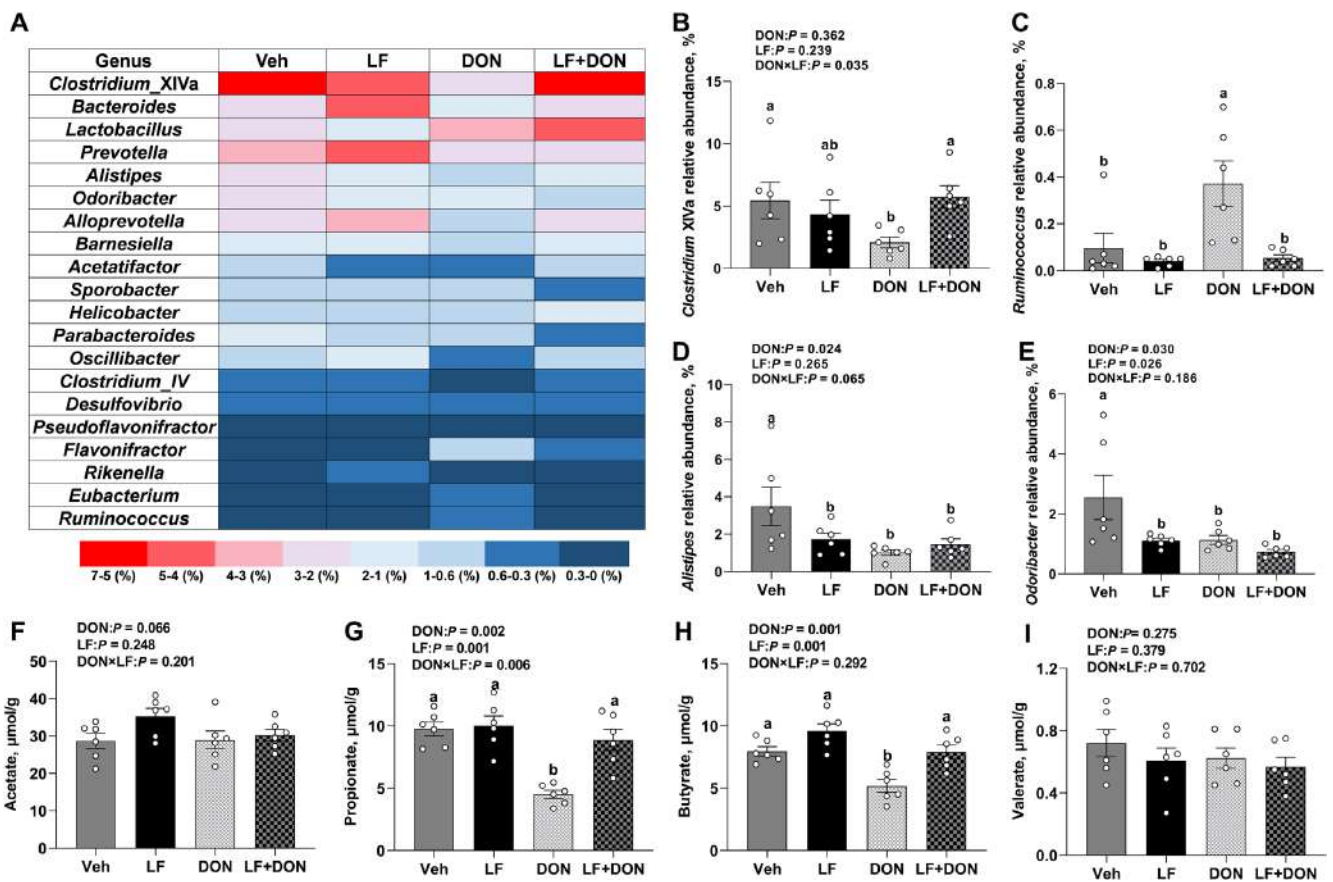 A
Genus Veh LF DON LF+DON
Clostridium_XIVa
Bacteroides
Lactobacillus
Prevotella
Alistipes
Odoribacter
Alloprevotella
Barnesiella
Acetatifactor
Sporobacter
Helicobacter
Parabacteroides
Oscillibacter
Clostridium_IV
Desulfovibrio
Pseudoflavonifractor
Flavonifractor
Rikenella
Eubacterium
Ruminococcus
7-5 (%) 5-4 (%) 4-3 (%) 3-2 (%) 2-1 (%) 1-0.6 (%) 0.6-0.3 (%) 0.3-0 (%)
B
DON:P = 0.362
LF:P = 0.239
DON×LF:P = 0.035
Clostridium XIVa relative abundance, %
15
10
5
0
a ab b a
Veh LF DON LF+DON
C
Ruminococcus relative abundance, %
0.8
0.6
0.4
0.2
0.0
b b a b
Veh LF DON LF+DON
D
DON:P = 0.024
LF:P = 0.265
DON×LF:P = 0.065
Alistipes relative abundance, %
10
8
6
4
2
0
a b b b
Veh LF DON LF+DON
E
DON:P = 0.030
LF:P = 0.026
DON×LF:P = 0.186
Odoribacter relative abundance, %
6
4
2
0
a b b b
Veh LF DON LF+DON
F
DON:P = 0.066
LF:P = 0.248
DON×LF:P = 0.201
Acetate, μmol/g
50
40
30
20
10
0
Veh LF DON LF+DON
G
DON:P = 0.002
LF:P = 0.001
DON×LF:P = 0.006
Propionate, μmol/g
15
10
5
0
a a b a
Veh LF DON LF+DON
H
DON:P = 0.001
LF:P = 0.001
DON×LF:P = 0.292
Butyrate, μmol/g
15
10
5
0
a a b a
Veh LF DON LF+DON
I
DON:P= 0.275
LF:P = 0.379
DON×LF:P = 0.702
Valerate, μmol/g
1.2
0.9
0.6
0.3
0.0
Veh LF DON LF+DON